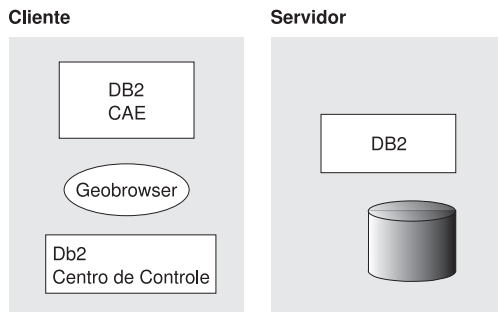 Cliente
DB2
CAE
Geobrowser
Db2
Centro de Controle
Servidor
DB2